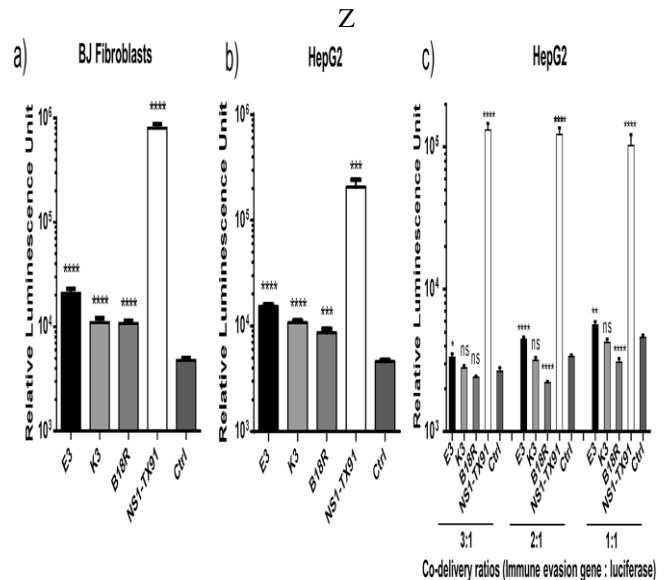 Z
a)
BJ Fibroblasts
Relative Luminescence Unit
10⁶
10⁵
10⁴
10³
****
****
****
****
E3
K3
B18R
NS1-TX91
Ctrl
b)
HepG2
Relative Luminescence Unit
10⁶
10⁵
10⁴
10³
****
****
***
***
E3
K3
B18R
NS1-TX91
Ctrl
c)
HepG2
Relative Luminescence Unit
10⁵
10⁴
10³
*
ns
ns
****
****
ns
****
****
**
ns
****
****
E3
K3
B18R
NS1-TX91
Ctrl
E3
K3
B18R
NS1-TX91
Ctrl
E3
K3
B18R
NS1-TX91
Ctrl
3:1
2:1
1:1
Co-delivery ratios (Immune evasion gene : luciferase)